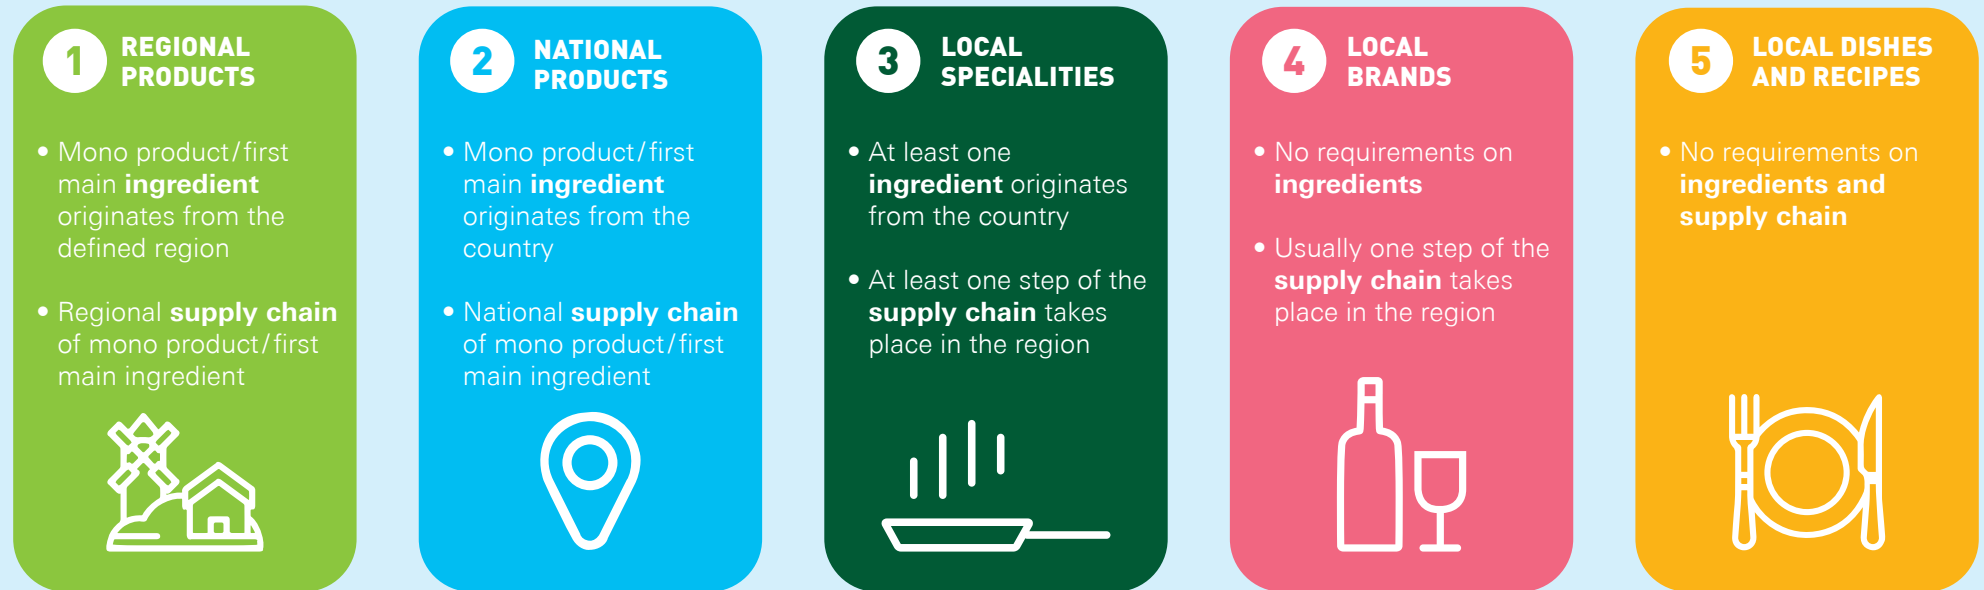 1
REGIONAL
PRODUCTS
• Mono product/first
main ingredient
originates from the
defined region
• Regional supply chain
of mono product/first
main ingredient
2
NATIONAL
PRODUCTS
• Mono product/first
main ingredient
originates from the
country
• National supply chain
of mono product/first
main ingredient
3
LOCAL
SPECIALITIES
• At least one
ingredient originates
from the country
• At least one step of the
supply chain takes
place in the region
4
LOCAL
BRANDS
• No requirements on
ingredients
• Usually one step of the
supply chain takes
place in the region
5
LOCAL DISHES
AND RECIPES
• No requirements on
ingredients and
supply chain